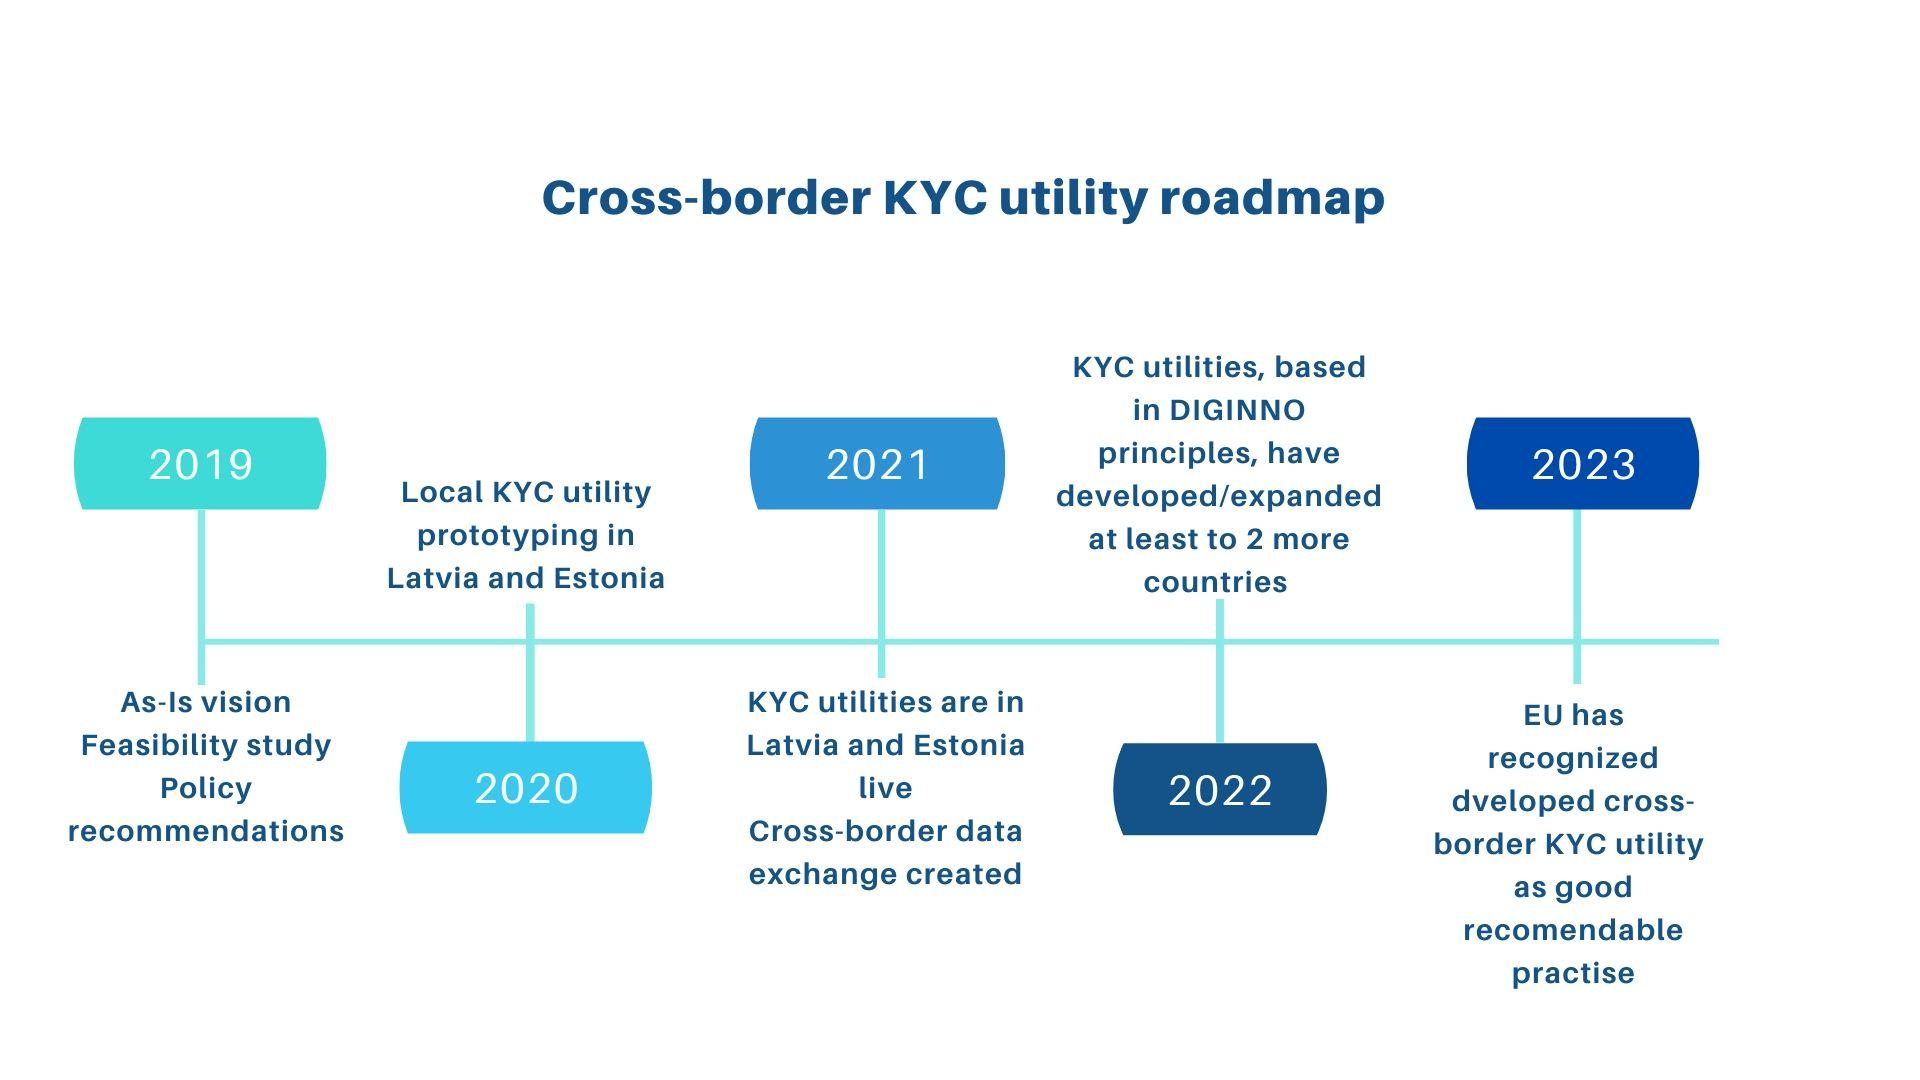 Cross-border KYC utility roadmap
2019
As-Is vision
Feasibility study
Policy
recommendations
Local KYC utility
prototyping in
Latvia and Estonia
2020
2021
KYC utilities are in
Latvia and Estonia
live
Cross-border data
exchange created
KYC utilities, based
in DIGINNO
principles, have
developed/expanded
at least to 2 more
countries
2022
2023
EU has
recognized
dveloped cross-
border KYC utility
as good
recomendable
practise